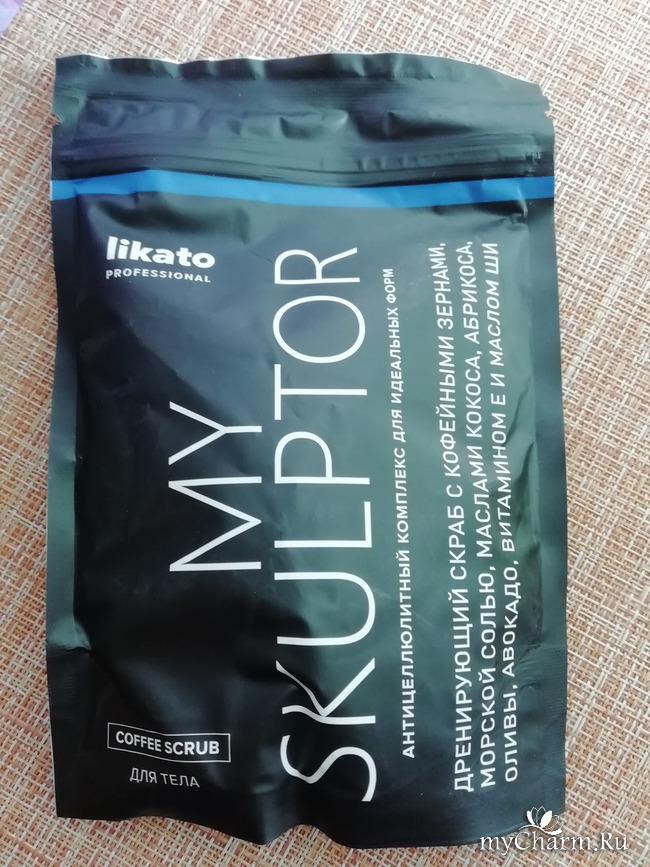 likato
PROFESSIONAL
MY
SKULPTOR
АНТИЦЕЛЛЮЛИТНЫЙ КОМПЛЕКС ДЛЯ ИДЕАЛЬНЫХ ФОРМ
ДРЕНИРУЮЩИЙ СКРАБ С КОФЕЙНЫМИ ЗЕРНАМИ,
МОРСКОЙ СОЛЬЮ, МАСЛАМИ КОКОСА, АБРИКОСА,
ОЛИВЫ, АВОКАДО, ВИТАМИНОМ Е И МАСЛОМ ШИ
COFFEE SCRUB
ДЛЯ ТЕЛА
myCharm.Ru